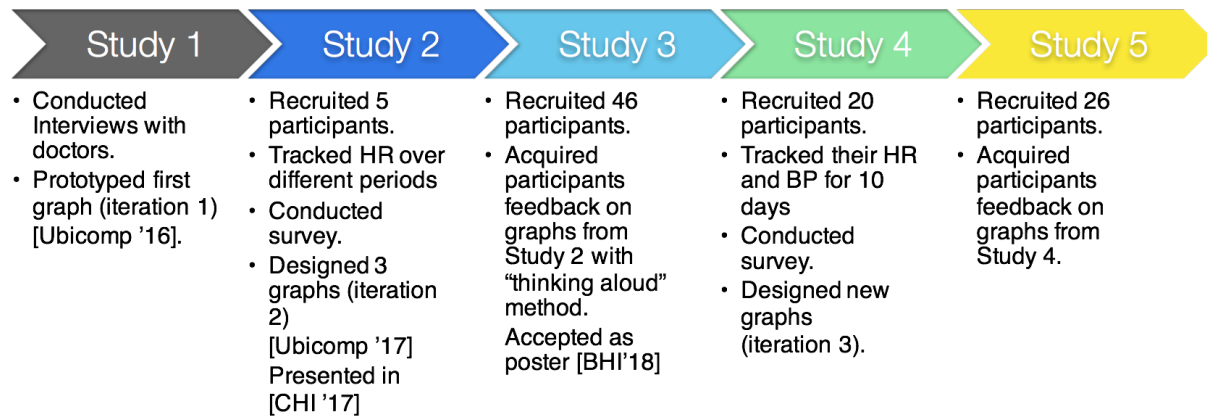 Study 1
• Conducted
Interviews with
doctors.
• Prototyped first
graph (iteration 1)
[Ubicomp ’16].
Study 2
• Recruited 5
participants.
• Tracked HR over
different periods
• Conducted
survey.
• Designed 3
graphs (iteration
2)
[Ubicomp ’17]
Presented in
[CHI ’17]
Study 3
• Recruited 46
participants.
• Acquired
participants
feedback on
graphs from
Study 2 with
“thinking aloud”
method.
Accepted as
poster [BHI’18]
Study 4
• Recruited 20
participants.
• Tracked their HR
and BP for 10
days
• Conducted
survey.
• Designed new
graphs
(iteration 3).
Study 5
• Recruited 26
participants.
• Acquired
participants
feedback on
graphs from
Study 4.